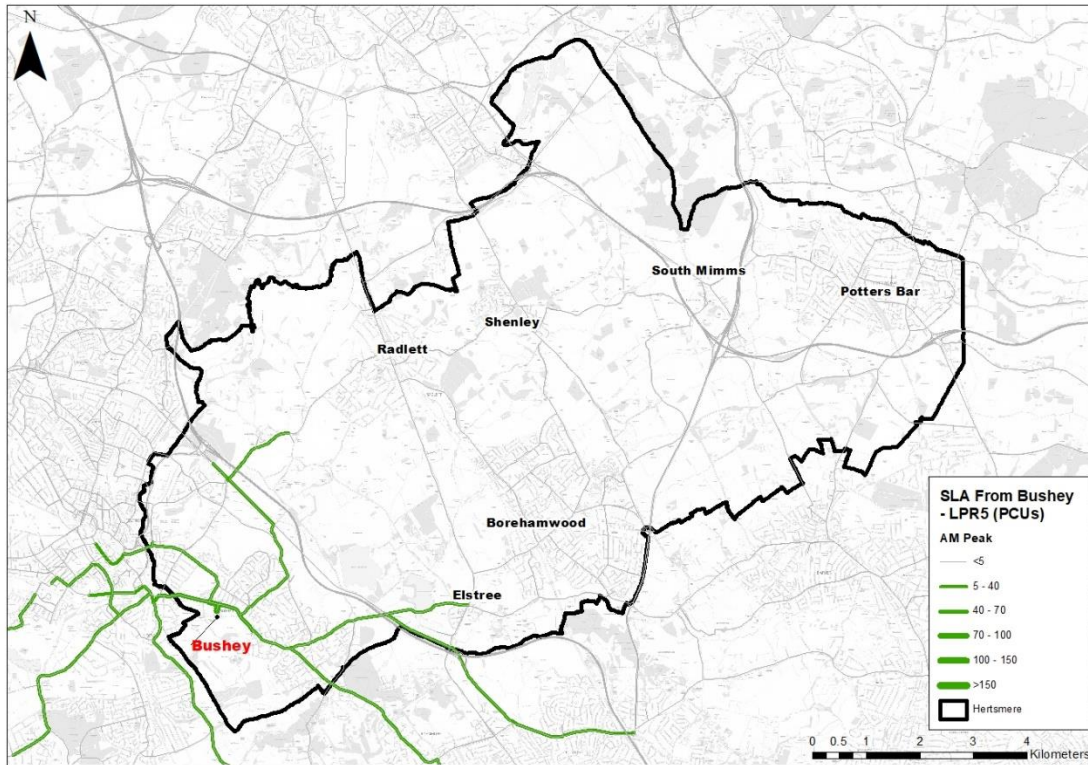 N
South Mimms
Potters Bar
Shenley
Radlett
Borehamwood
Elstree
Bushey
SLA From Bushey
- LPR5 (PCUs)
AM Peak
<5
5 - 40
40 - 70
70 - 100
100 - 150
>150
Hertsmere
0 0.5 1 2 3 4
Kilometers